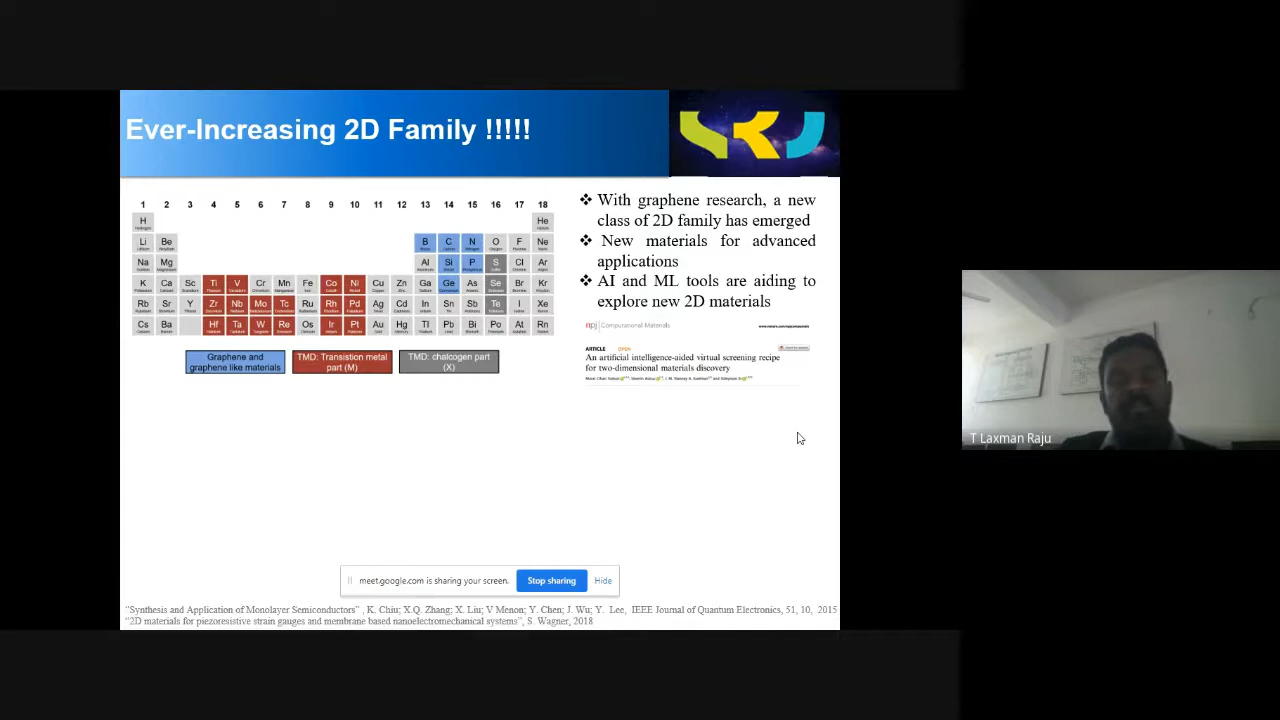 Ever-Increasing 2D Family !!!!!
1 2 3 4 5 6 7 8 9 10 11 12 13 14 15 16 17 18
H He
Li Be B C N O F Ne
Na Mg Al Si P S Cl Ar
K Ca Sc Ti V Cr Mn Fe Co Ni Cu Zn Ga Ge As Se Br Kr
Rb Sr Y Zr Nb Mo Tc Ru Rh Pd Ag Cd In Sn Sb Te I Xe
Cs Ba Hf Ta W Re Os Ir Pt Au Hg Tl Pb Bi Po At Rn
Graphene and
graphene like materials
TMD: Transistion metal
part (M)
TMD: chalcogen part
(X)
❖ With graphene research, a new
class of 2D family has emerged
❖ New materials for advanced
applications
❖ AI and ML tools are aiding to
explore new 2D materials
npj | Computational Materials
www.nature.com/npjcompumats
ARTICLE OPEN
An artificial intelligence-aided virtual screening recipe
for two-dimensional materials discovery
T Laxman Raju
meet.google.com is sharing your screen. Stop sharing Hide
"Synthesis and Application of Monolayer Semiconductors" , K. Chiu; X.Q. Zhang; X. Liu; V Menon; Y. Chen; J. Wu; Y. Lee, IEEE Journal of Quantum Electronics, 51, 10, 2015
"2D materials for piezoresistive strain gauges and membrane based nanoelectromechanical systems", S. Wagner, 2018